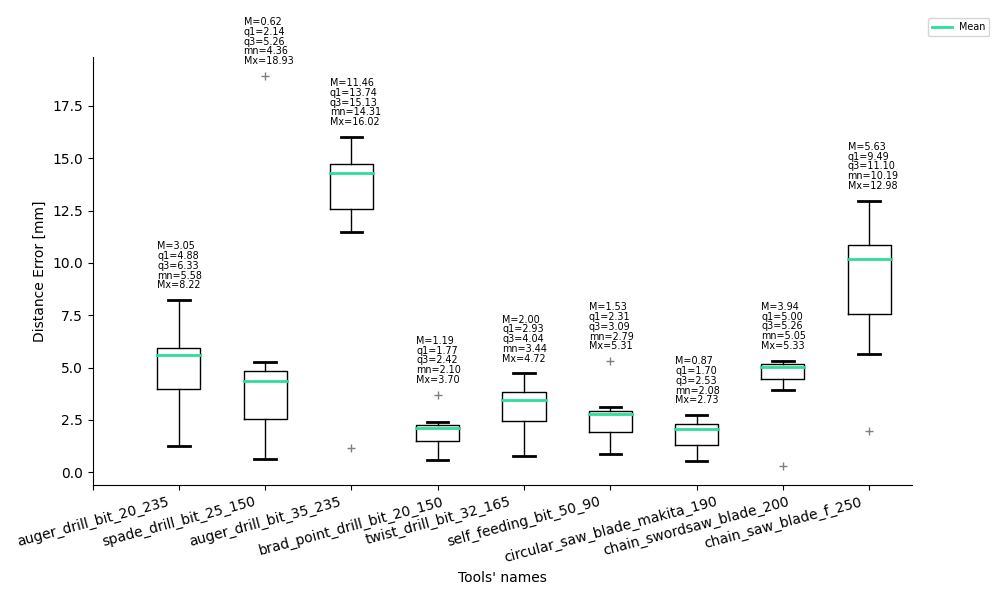 Mean
M=0.62
q1=2.14
q3=5.26
mn=4.36
Mx=18.93
M=11.46
q1=13.74
q3=15.13
mn=14.31
Mx=16.02
M=5.63
q1=9.49
q3=11.10
mn=10.19
Mx=12.98
M=3.05
q1=4.88
q3=6.33
mn=5.58
Mx=8.22
M=1.19
q1=1.77
q3=2.42
mn=2.10
Mx=3.70
M=2.00
q1=2.93
q3=4.04
mn=3.44
Mx=4.72
M=1.53
q1=2.31
q3=3.09
mn=2.79
Mx=5.31
M=0.87
q1=1.70
q3=2.53
mn=2.08
Mx=2.73
M=3.94
q1=5.00
q3=5.26
mn=5.05
Mx=5.33
Distance Error [mm]
17.5
15.0
12.5
10.0
7.5
5.0
2.5
0.0
auger_drill_bit_20_235
spade_drill_bit_25_150
auger_drill_bit_35_235
brad_point_drill_bit_20_150
twist_drill_bit_32_165
self_feeding_bit_50_90
circular_saw_blade_makita_190
chain_swordsaw_blade_200
chain_saw_blade_f_250
Tools' names